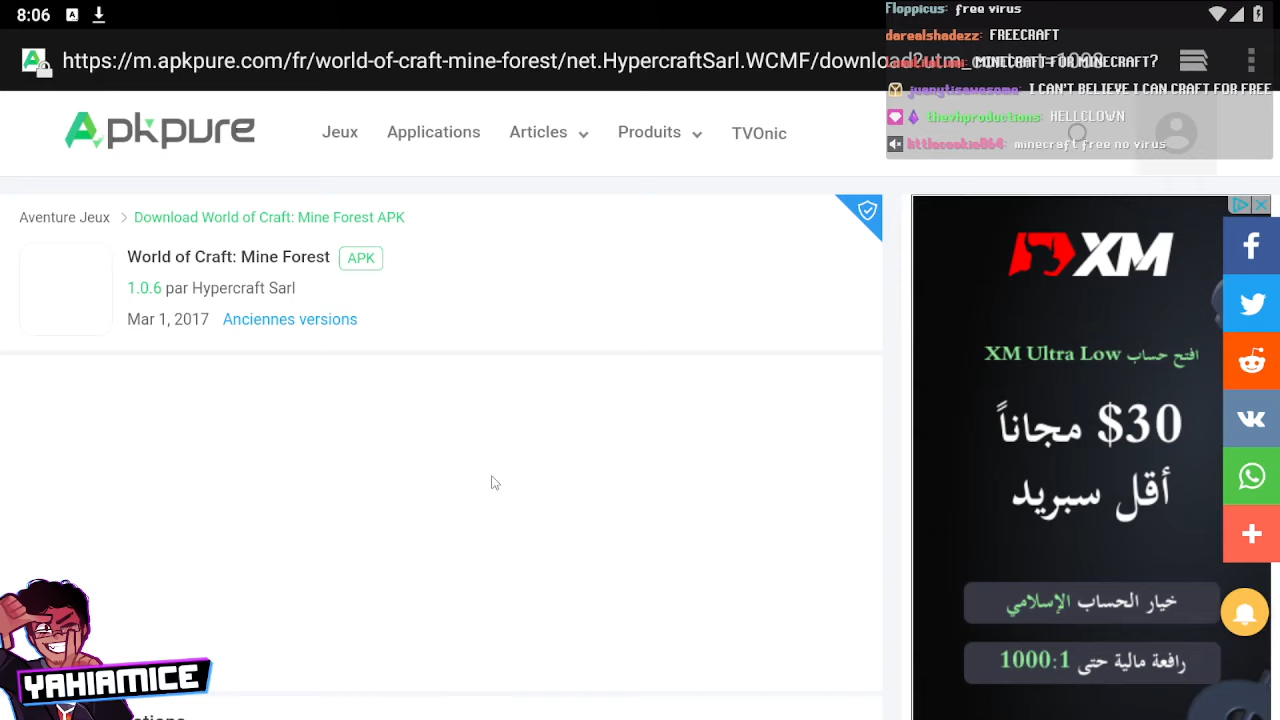 8:06
https://m.apkpure.com/fr/world-of-craft-mine-forest/net.HypercraftSarl.WCMF/download?utm_
Floppicus: free virus
darealshadezz: FREECRAFT
MINECRAFT FOR MINECRAFT?
juanytisawesome: I CAN'T BELIEVE I CAN CRAFT FOR FREE
thevhproductions: HELLCLOWN
littlecookie864: minecraft free no virus
Apkpure
Jeux
Applications
Articles
Produits
TVOnic
Aventure Jeux > Download World of Craft: Mine Forest APK
World of Craft: Mine Forest APK
1.0.6 par Hypercraft Sarl
Mar 1, 2017 Anciennes versions
XM
افتح حساب XM Ultra Low
$30 مجاناً
أقل سبريد
خيار الحساب الإسلامي
رافعة مالية حتى 1000:1
YAHIAMICE